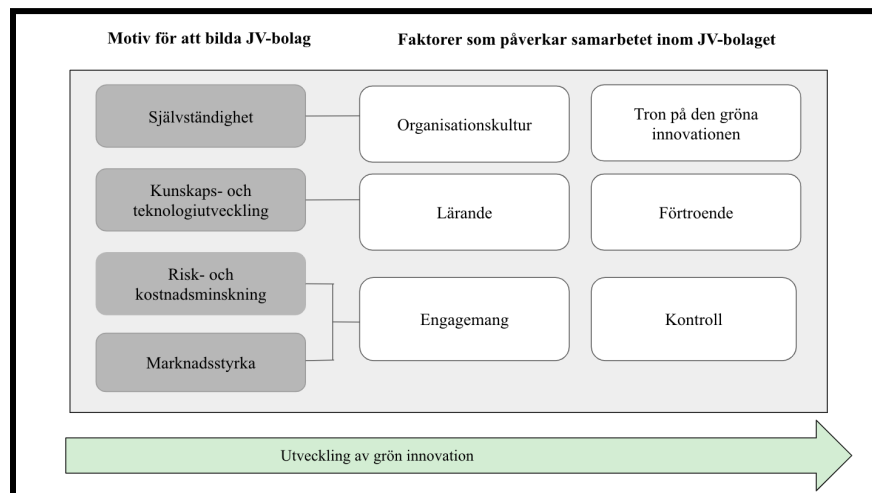 Motiv för att bilda JV-bolag
Faktorer som påverkar samarbetet inom JV-bolaget
Självständighet
Organisationskultur
Tron på den gröna
innovationen
Kunskaps- och
teknologiutveckling
Lärande
Förtroende
Risk- och
kostnadsminskning
Engagemang
Kontroll
Marknadsstyrka
Utveckling av grön innovation